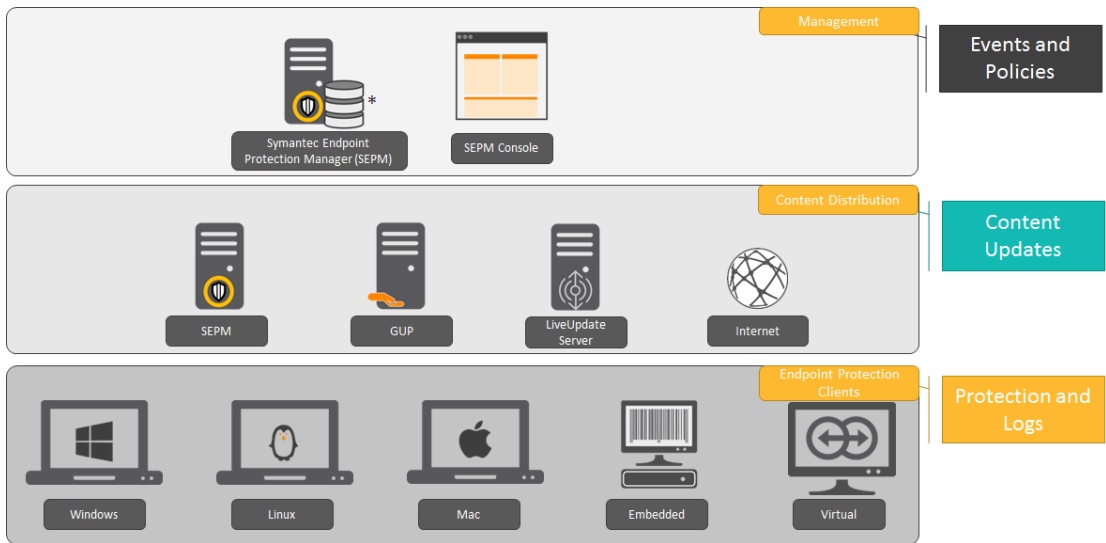 Management
Events and
Policies
*
Symantec Endpoint
Protection Manager (SEPM)
SEPM Console
Content Distribution
Content
Updates
SEPM
GUP
LiveUpdate
Server
Internet
Endpoint Protection
Clients
Protection and
Logs
Windows
Linux
Mac
Embedded
Virtual